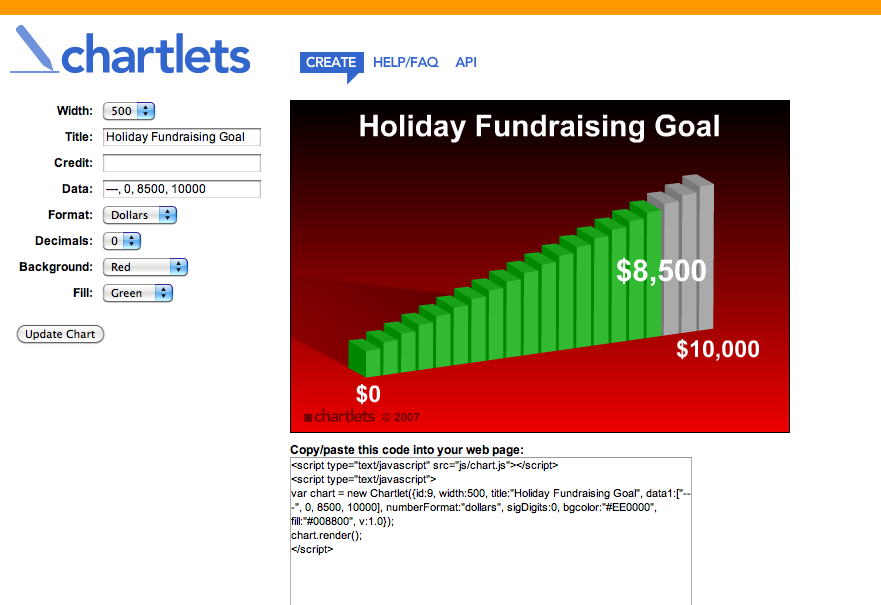 chartlets
CREATE HELP/FAQ API
Width: 500
Title: Holiday Fundraising Goal
Credit:
Data: ---, 0, 8500, 10000
Format: Dollars
Decimals: 0
Background: Red
Fill: Green
Update Chart
Holiday Fundraising Goal
$8,500
$10,000
$0
chartlets © 2007
Copy/paste this code into your web page:
<script type="text/javascript" src="js/chart.js"></script>
<script type="text/javascript">
var chart = new Chartlet({id:9, width:500, title:"Holiday Fundraising Goal", data1:["--
-", 0, 8500, 10000], numberFormat:"dollars", sigDigits:0, bgcolor:"#EE0000",
fill:"#008800", v:1.0});
chart.render();
</script>